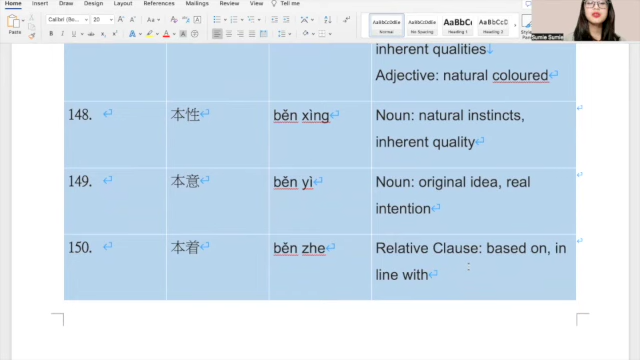 Home Insert Draw Design Layout References Mailings Review View Tell me
Calibri (Bo... 20
AaBbCcDdEe AaBbCcDdEe AaBbC AaBbCcD
Normal No Spacing Heading 1 Heading 2
Sumie Sumie
inherent qualities
Adjective: natural coloured
148. 本性 běn xìng Noun: natural instincts,
inherent quality
149. 本意 běn yì Noun: original idea, real
intention
150. 本着 běn zhe Relative Clause: based on, in
line with